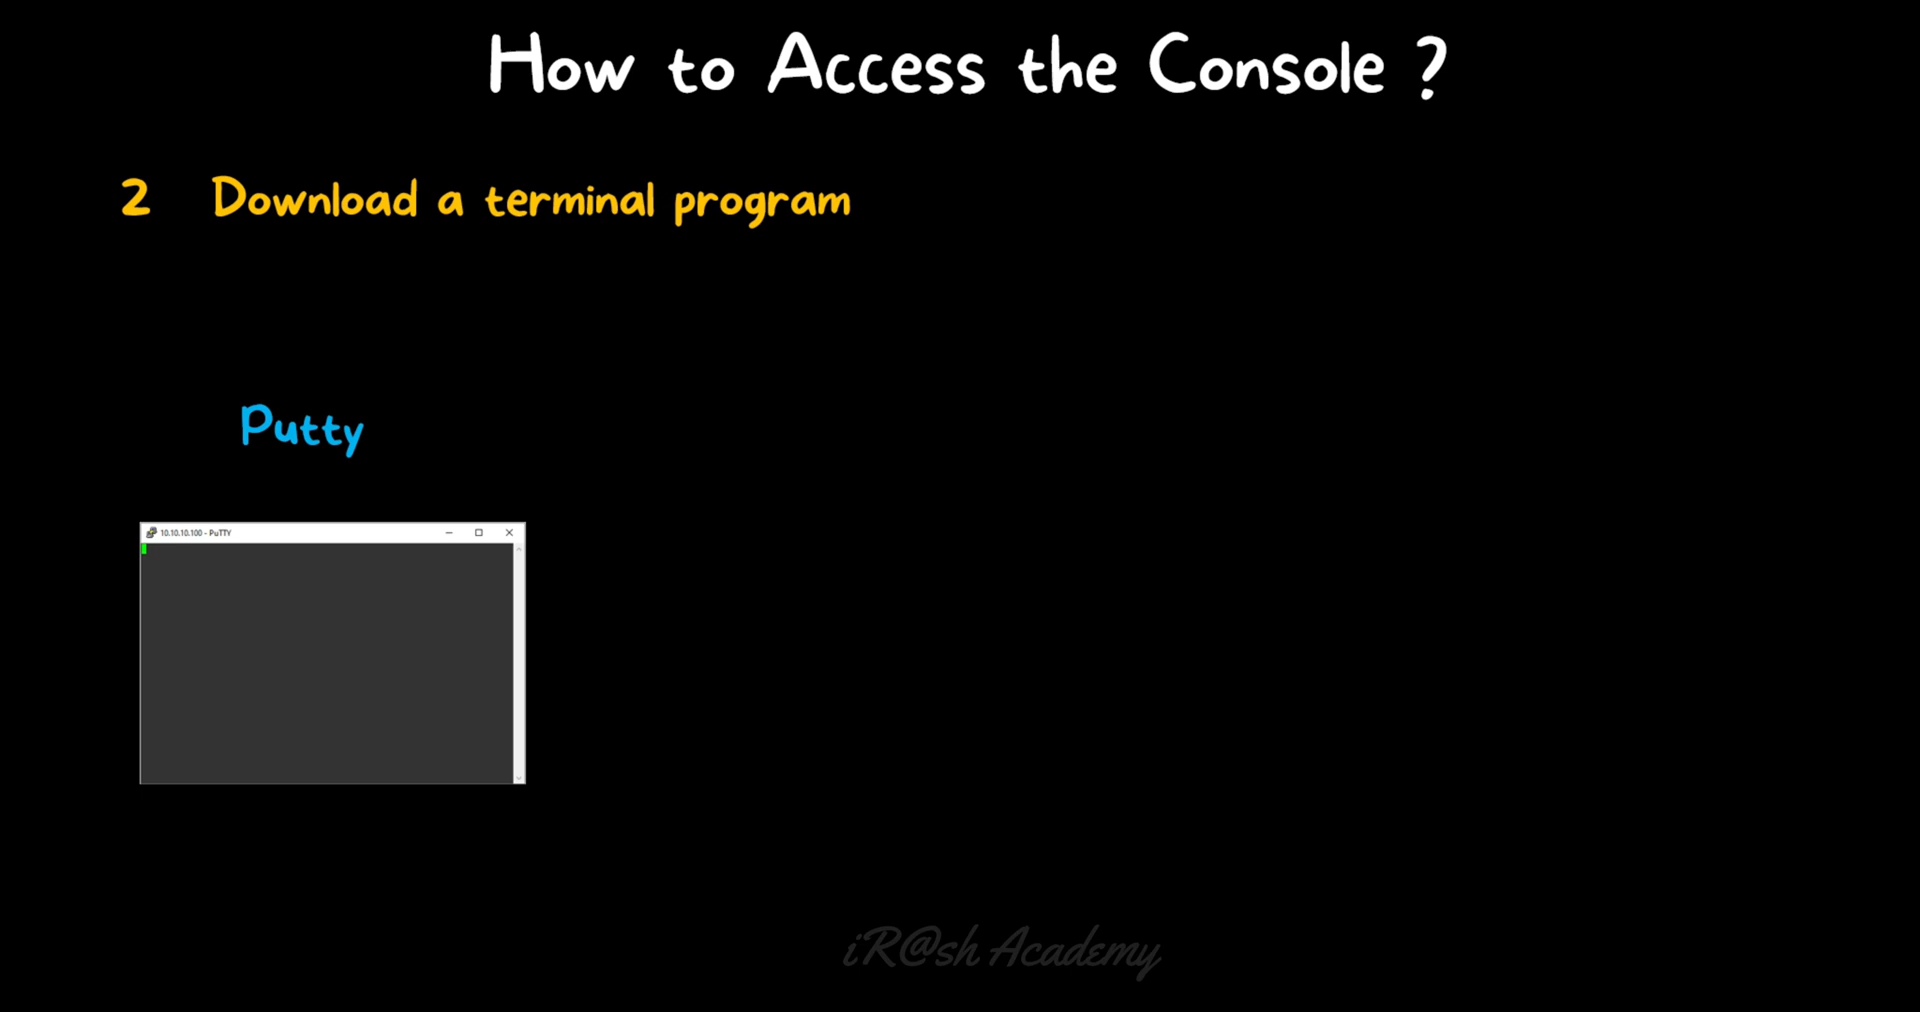 How to Access the Console ?
2 Download a terminal program
Putty
10.10.10.100 - PuTTY
iR@sh Academy